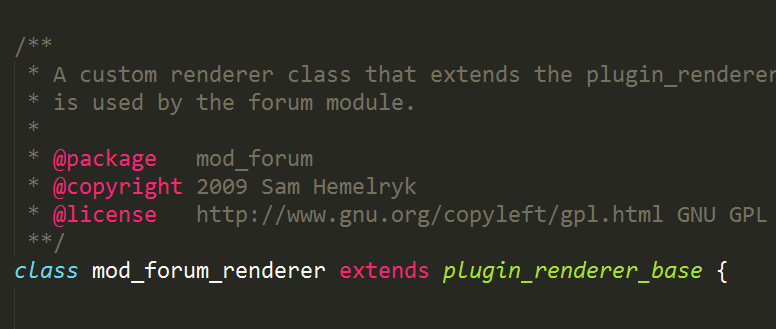 /**
* A custom renderer class that extends the plugin_renderer
* is used by the forum module.
*
* @package mod_forum
* @copyright 2009 Sam Hemelryk
* @license http://www.gnu.org/copyleft/gpl.html GNU GPL
**/
class mod_forum_renderer extends plugin_renderer_base {